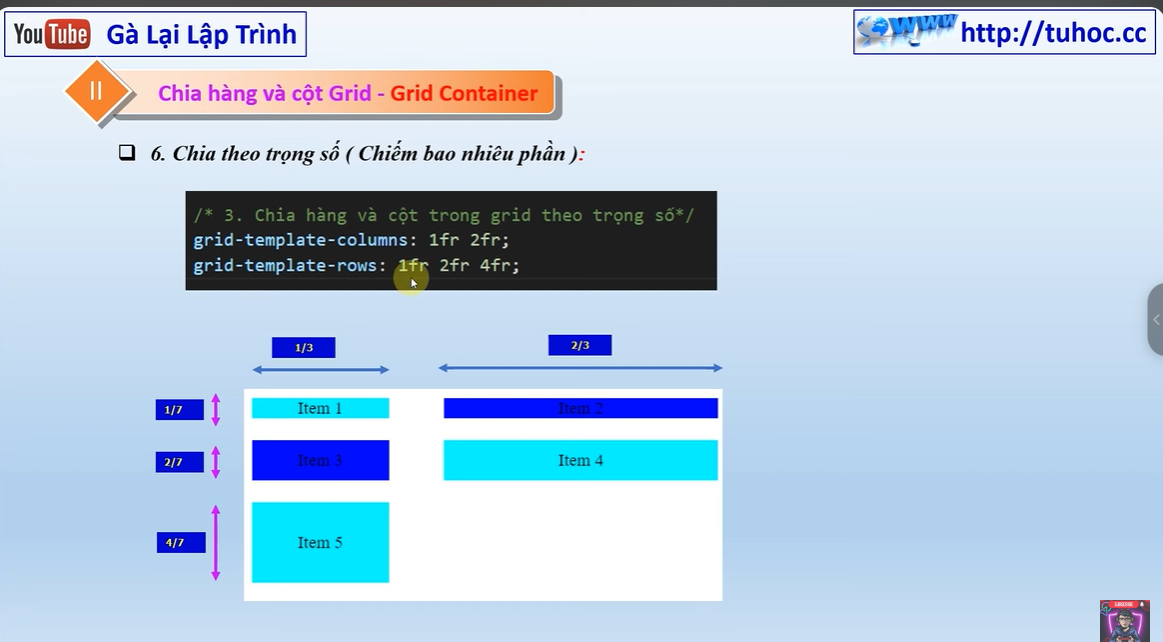 YouTube Gà Lại Lập Trình
WWW http://tuhoc.cc
II Chia hàng và cột Grid - Grid Container
6. Chia theo trọng số ( Chiếm bao nhiêu phần ):
/* 3. Chia hàng và cột trong grid theo trọng số*/
grid-template-columns: 1fr 2fr;
grid-template-rows: 1fr 2fr 4fr;
1/3 2/3
1/7 Item 1 Item 2
2/7 Item 3 Item 4
4/7 Item 5
SUBSCRIBE